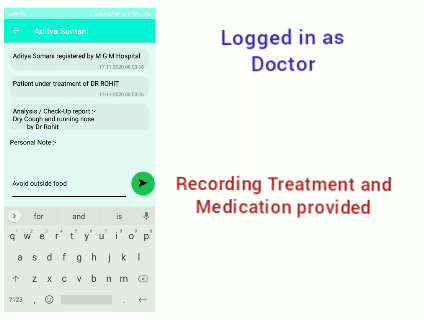 Aditya Somani
Aditya Somani registered by M G M Hospital
17-11-2020 05:03:06
Patient under treatment of DR ROHIT
17-11-2020 05:03:06
Analysis / Check-Up report :-
Dry Cough and running nose
by Dr Rohit
Personal Note :-
Avoid outside food
for and is
q w e r t y u i o p
a s d f g h j k l
z x c v b n m
?123 , .
Logged in as
Doctor
Recording Treatment and
Medication provided